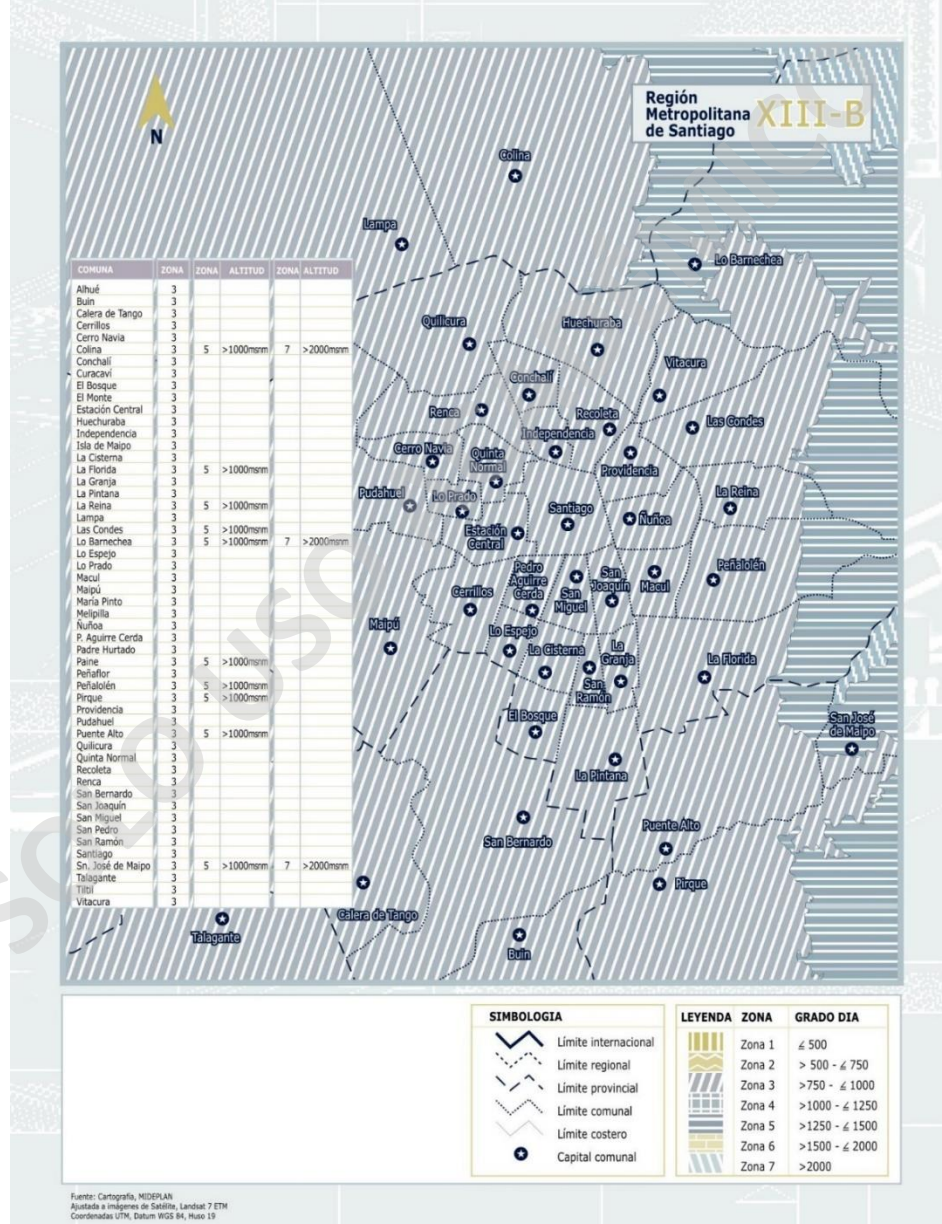 Región
Metropolitana
de Santiago
XIII-B
N
Colina
Lampa
Lo Barnechea
Quilicura
Huechuraba
Vitacura
Conchalí
Renca
Recoleta
Las Condes
Independencia
Cerro Navia
Quinta
Normal
Providencia
Pudahuel
Lo Prado
La Reina
Santiago
Ñuñoa
Estación
Central
Pedro
Aguirre
Cerda
San
Miguel
San
Joaquín
Macul
Peñalolén
Cerrillos
Maipú
Lo Espejo
La Cisterna
La
Granja
San
Ramón
La Florida
El Bosque
San José
de Maipo
La Pintana
San Bernardo
Puente Alto
Pirque
Calera de Tango
Talagante
Buin
COMUNA ZONA ZONA ALTITUD ZONA ALTITUD
Alhué 3
Buin 3
Calera de Tango 3
Cerrillos 3
Cerro Navia 3
Colina 3 5 >1000msnm 7 >2000msnm
Conchalí 3
Curacaví 3
El Bosque 3
El Monte 3
Estación Central 3
Huechuraba 3
Independencia 3
Isla de Maipo 3
La Cisterna 3
La Florida 3 5 >1000msnm
La Granja 3
La Pintana 3
La Reina 3 5 >1000msnm
Lampa 3
Las Condes 3 5 >1000msnm
Lo Barnechea 3 5 >1000msnm 7 >2000msnm
Lo Espejo 3
Lo Prado 3
Macul 3
Maipú 3
María Pinto 3
Melipilla 3
Ñuñoa 3
P. Aguirre Cerda 3
Padre Hurtado 3
Paine 3 5 >1000msnm
Peñaflor 3
Peñalolén 3 5 >1000msnm
Pirque 3 5 >1000msnm
Providencia 3
Pudahuel 3
Puente Alto 3 5 >1000msnm
Quilicura 3
Quinta Normal 3
Recoleta 3
Renca 3
San Bernardo 3
San Joaquín 3
San Miguel 3
San Pedro 3
San Ramón 3
Santiago 3
Sn. José de Maipo 3 5 >1000msnm 7 >2000msnm
Talagante 3
Tiltil 3
Vitacura 3
SIMBOLOGIA
Límite internacional
Límite regional
Límite provincial
Límite comunal
Límite costero
Capital comunal
LEYENDA ZONA GRADO DIA
Zona 1 ≤ 500
Zona 2 > 500 - ≤ 750
Zona 3 >750 - ≤ 1000
Zona 4 >1000 - ≤ 1250
Zona 5 >1250 - ≤ 1500
Zona 6 >1500 - ≤ 2000
Zona 7 >2000
Fuente: Cartografía, MIDEPLAN
Ajustada a imágenes de Satélite, Landsat 7 ETM
Coordenadas UTM, Datum WGS 84, Huso 19
SOLO USO